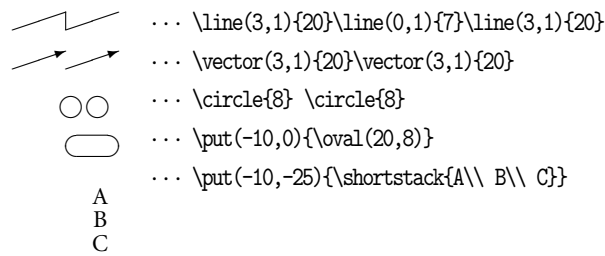 ··· \line(3,1){20}\line(0,1){7}\line(3,1){20}
··· \vector(3,1){20}\vector(3,1){20}
··· \circle{8} \circle{8}
··· \put(-10,0){\oval(20,8)}
··· \put(-10,-25){\shortstack{A\\ B\\ C}}
A
B
C